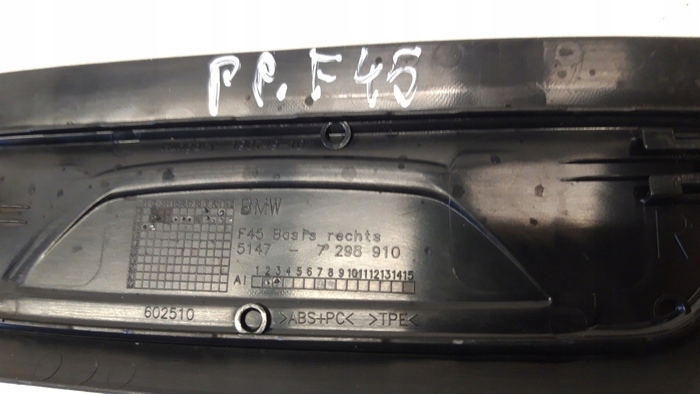 PP. F45
BMW
F45 Basis rechts
5147 - 7 298 910
1 2 3 4 5 6 7 8 9 10 11 12 13 14 15
AI
602510
>ABS+PC< >TPE<